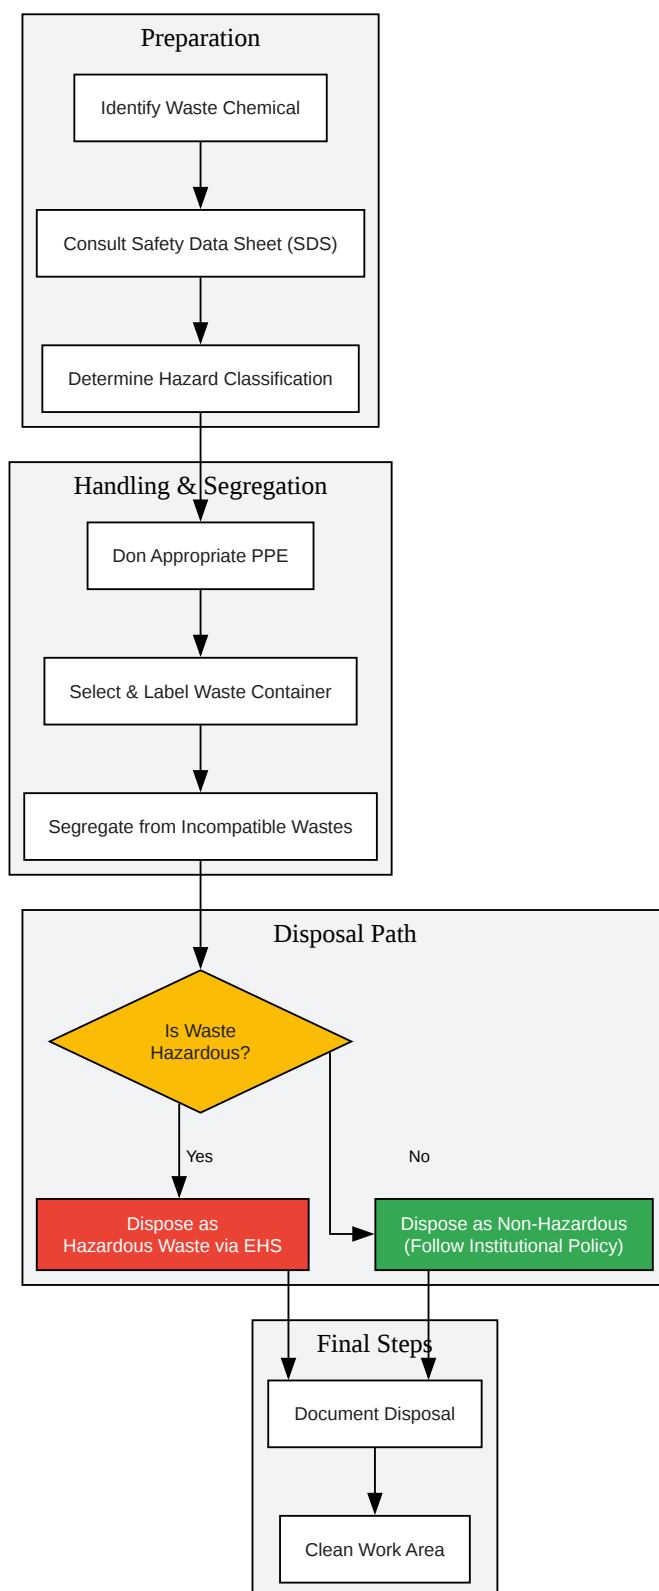 Preparation
Identify Waste Chemical
Consult Safety Data Sheet (SDS)
Determine Hazard Classification
Handling & Segregation
Don Appropriate PPE
Select & Label Waste Container
Segregate from Incompatible Wastes
Disposal Path
Is Waste
Hazardous?
Yes
No
Dispose as
Hazardous Waste via EHS
Dispose as Non-Hazardous
(Follow Institutional Policy)
Final Steps
Document Disposal
Clean Work Area